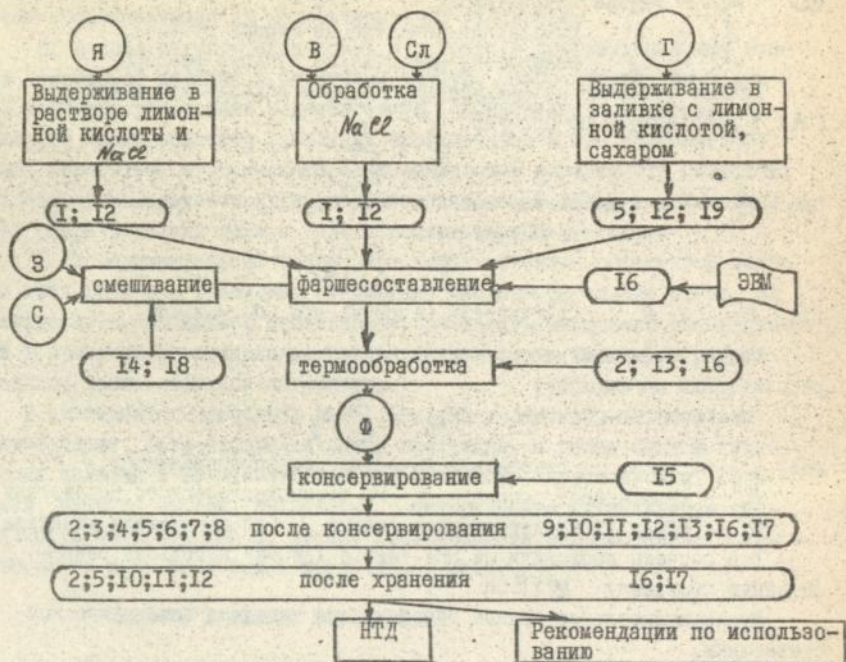 Я
В
Сл
Г
Выдерживание в
растворе лимон-
ной кислоты и
NaCl
Обработка
NaCl
Выдерживание в
заливке с лимон-
ной кислотой,
сахаром
I; I2
I; I2
5; I2; I9
З
С
смешивание
фаршесоставление
I6
ЭВМ
I4; I8
термообработка
2; I3; I6
Ф
консервирование
I5
2;3;4;5;6;7;8 после консервирования 9;I0;II;I2;I3;I6;I7
2;5;I0;II;I2 после хранения I6;I7
НТД
Рекомендации по использо-
ванию